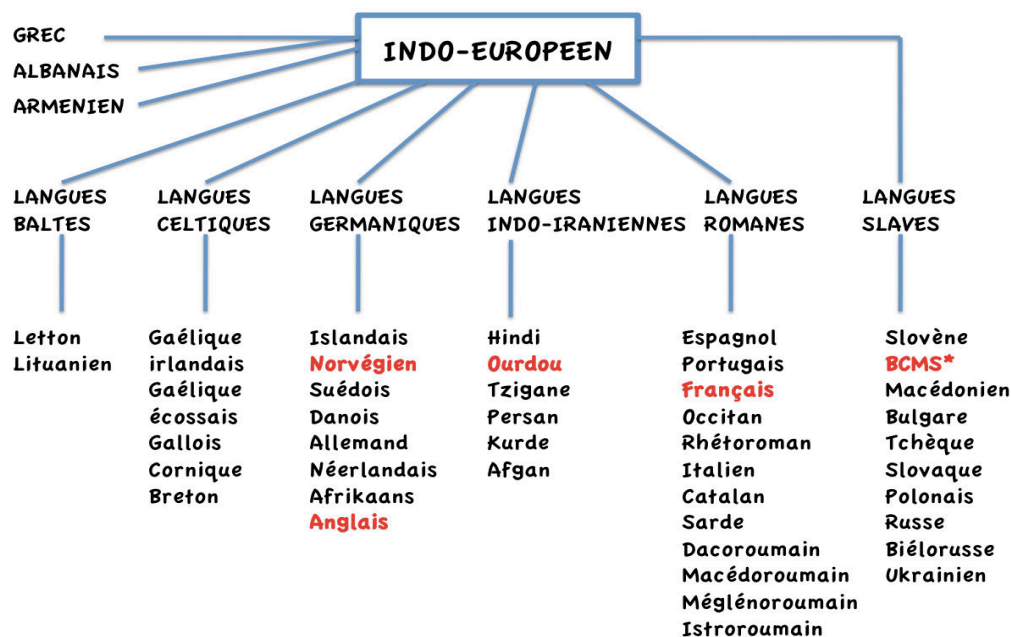 INDO-EUROPEEN
GREC
ALBANAIS
ARMENIEN
LANGUES
BALTES
Letton
Lituanien
LANGUES
CELTIQUES
Gaélique
irlandais
Gaélique
écossais
Gallois
Cornique
Breton
LANGUES
GERMANIQUES
Islandais
Norvégien
Suédois
Danois
Allemand
Néerlandais
Afrikaans
Anglais
LANGUES
INDO-IRANIENNES
Hindi
Ourdou
Tzigane
Persan
Kurde
Afgan
LANGUES
ROMANES
Espagnol
Portugais
Français
Occitan
Rhétoroman
Italien
Catalan
Sarde
Dacoroumain
Macédoroumain
Méglénoroumain
Istroroumain
LANGUES
SLAVES
Slovène
BCMS*
Macédonien
Bulgare
Tchèque
Slovaque
Polonais
Russe
Biélorusse
Ukrainien